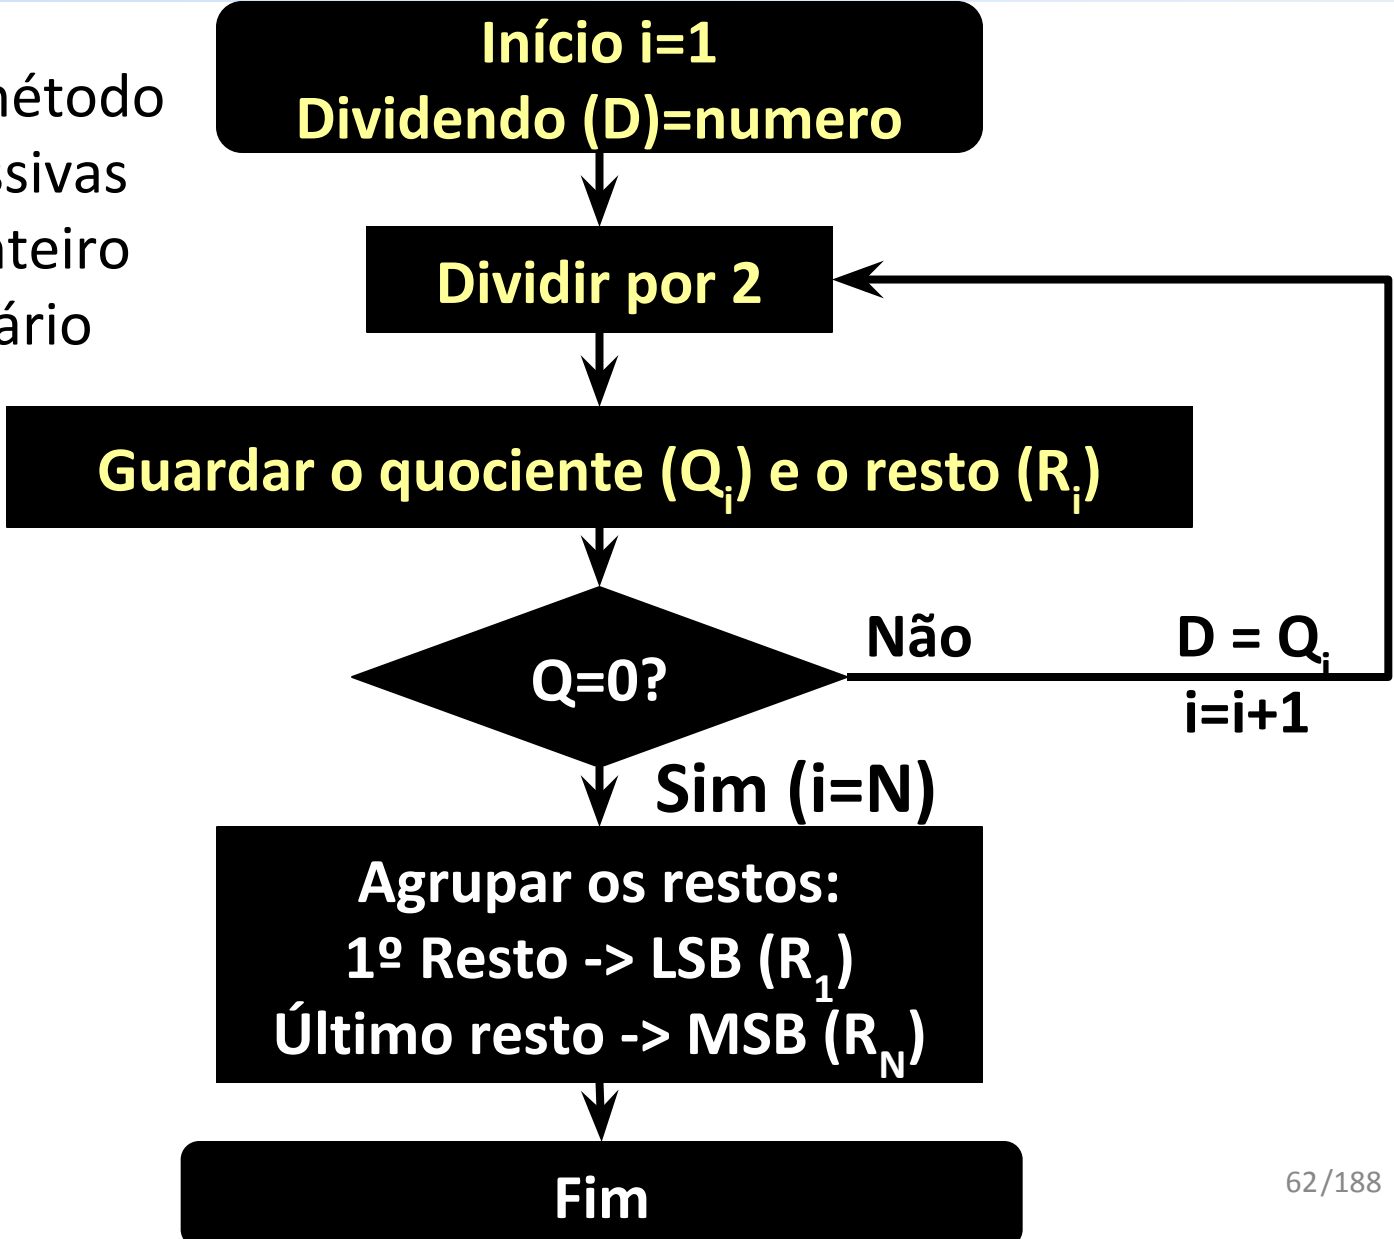 Início i=1
Dividendo (D)=numero
étodo
ssivas
nteiro
ário
Dividir por 2
Guardar o quociente (Qi) e o resto (Ri)
Q=0?
Não
D = Qi
i=i+1
Sim (i=N)
Agrupar os restos:
1º Resto -> LSB (R1)
Último resto -> MSB (RN)
Fim
62/188